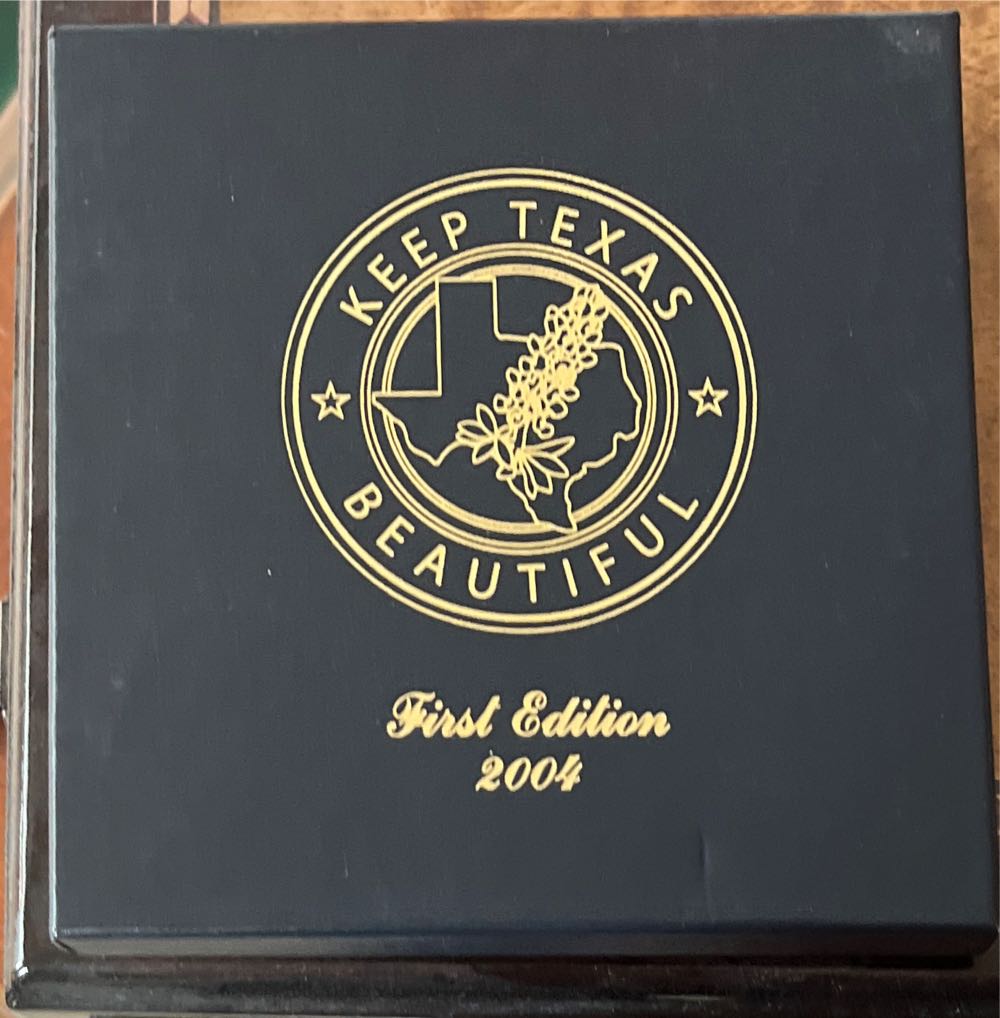 KEEP TEXAS
BEAUTIFUL
First Edition
2004